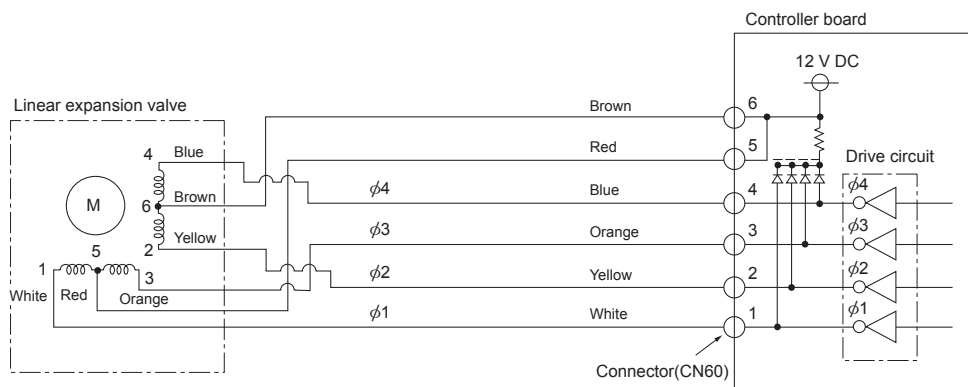 Controller board
12 V DC
Linear expansion valve
Brown
6
Red
5
Drive circuit
4
Blue
ϕ4
Blue
4
ϕ4
M
6
Brown
ϕ3
Orange
3
ϕ3
5
2
Yellow
ϕ2
Yellow
2
ϕ2
1
3
White
Red
Orange
ϕ1
White
1
ϕ1
Connector(CN60)